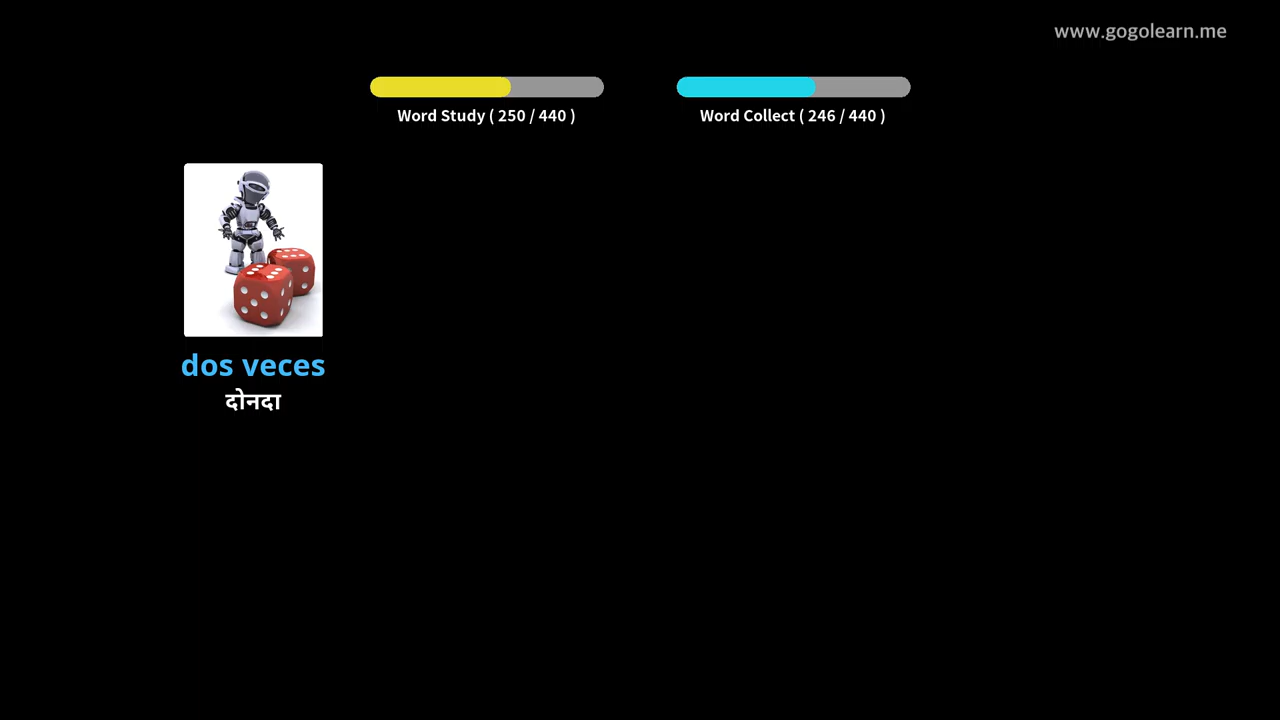 www.gogolearn.me
Word Study ( 250 / 440 )
Word Collect ( 246 / 440 )
dos veces
दोनदा